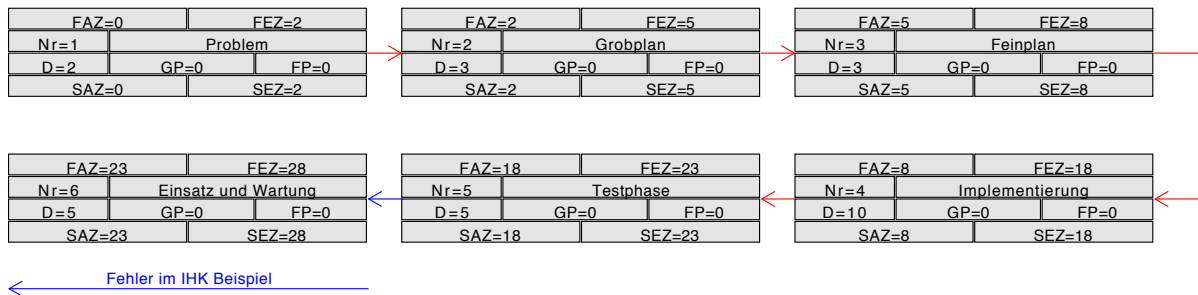 FAZ=0 FEZ=2 FAZ=2 FEZ=5 FAZ=5 FEZ=8
Nr=1 Problem Nr=2 Grobplan Nr=3 Feinplan
D=2 GP=0 FP=0 D=3 GP=0 FP=0 D=3 GP=0 FP=0
SAZ=0 SEZ=2 SAZ=2 SEZ=5 SAZ=5 SEZ=8
FAZ=23 FEZ=28 FAZ=18 FEZ=23 FAZ=8 FEZ=18
Nr=6 Einsatz und Wartung Nr=5 Testphase Nr=4 Implementierung
D=5 GP=0 FP=0 D=5 GP=0 FP=0 D=10 GP=0 FP=0
SAZ=23 SEZ=28 SAZ=18 SEZ=23 SAZ=8 SEZ=18
Fehler im IHK Beispiel